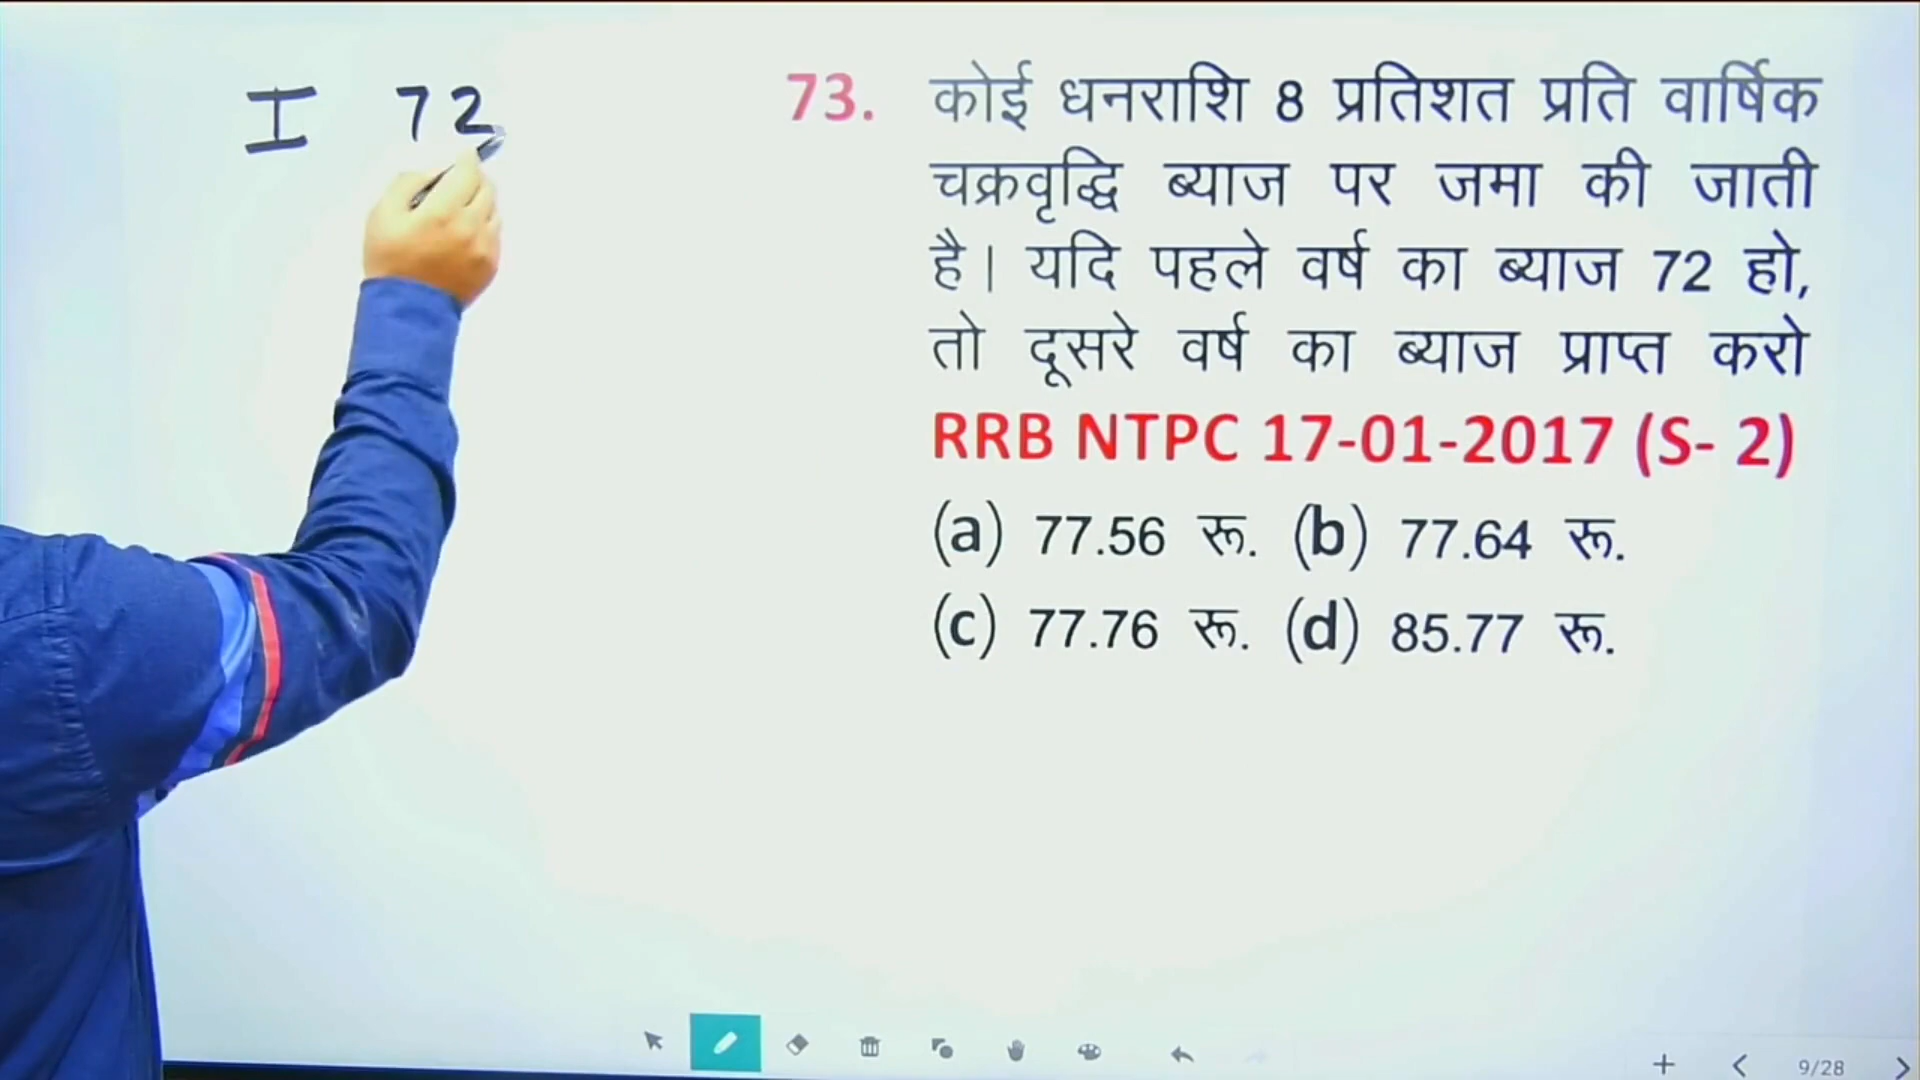 I 72
73. कोई धनराशि 8 प्रतिशत प्रति वार्षिक
चक्रवृद्धि ब्याज पर जमा की जाती
है। यदि पहले वर्ष का ब्याज 72 हो,
तो दूसरे वर्ष का ब्याज प्राप्त करो
RRB NTPC 17-01-2017 (S- 2)
(a) 77.56 रू. (b) 77.64 रू.
(c) 77.76 रू. (d) 85.77 रू.
9/28